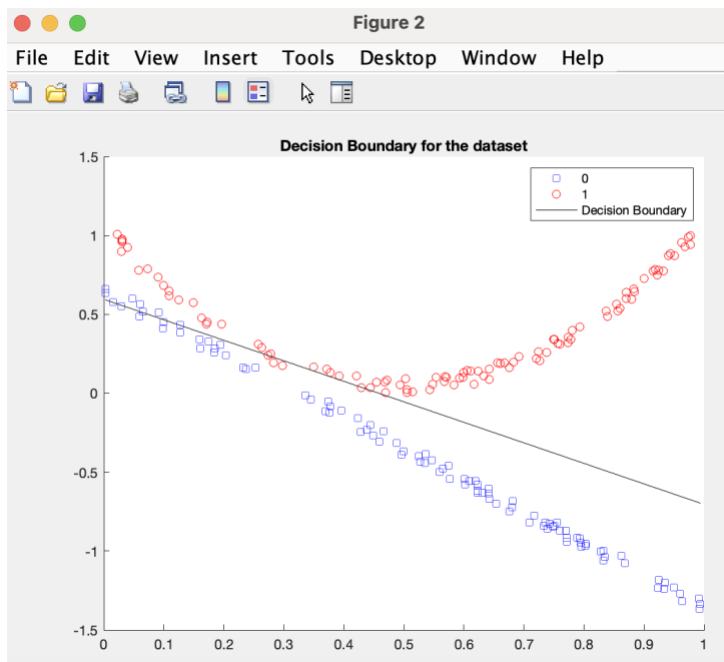 Figure 2
File Edit View Insert Tools Desktop Window Help
Decision Boundary for the dataset
1.5
1
0.5
0
-0.5
-1
-1.5
0 0.1 0.2 0.3 0.4 0.5 0.6 0.7 0.8 0.9 1
0
1
Decision Boundary